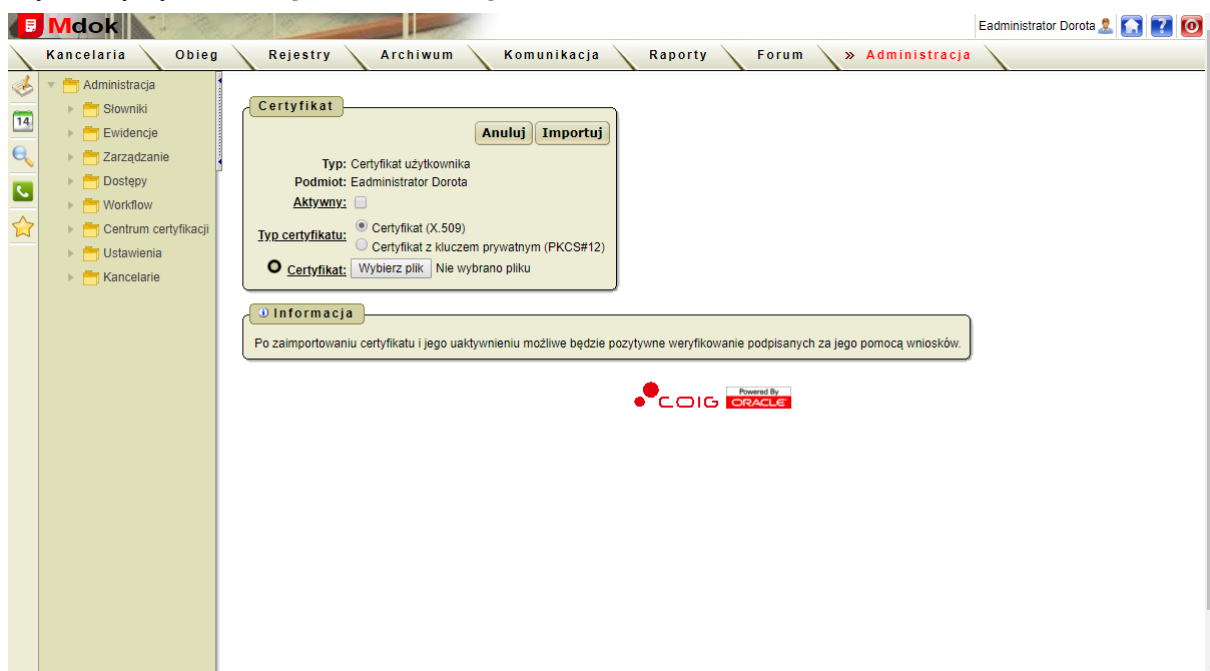 Mdok
Eadministrator Dorota
Kancelaria Obieg Rejestry Archiwum Komunikacja Raporty Forum » Administracja
14
Administracja
Słowniki
Ewidencje
Zarządzanie
Dostępy
Workflow
Centrum certyfikacji
Ustawienia
Kancelarie
Certyfikat
Anuluj Importuj
Typ: Certyfikat użytkownika
Podmiot: Eadministrator Dorota
Aktywny:
Typ certyfikatu: Certyfikat (X.509)
Certyfikat z kluczem prywatnym (PKCS#12)
Certyfikat: Wybierz plik Nie wybrano pliku
Informacja
Po zaimportowaniu certyfikatu i jego uaktywnieniu możliwe będzie pozytywne weryfikowanie podpisanych za jego pomocą wniosków.
COIG Powered By
ORACLE